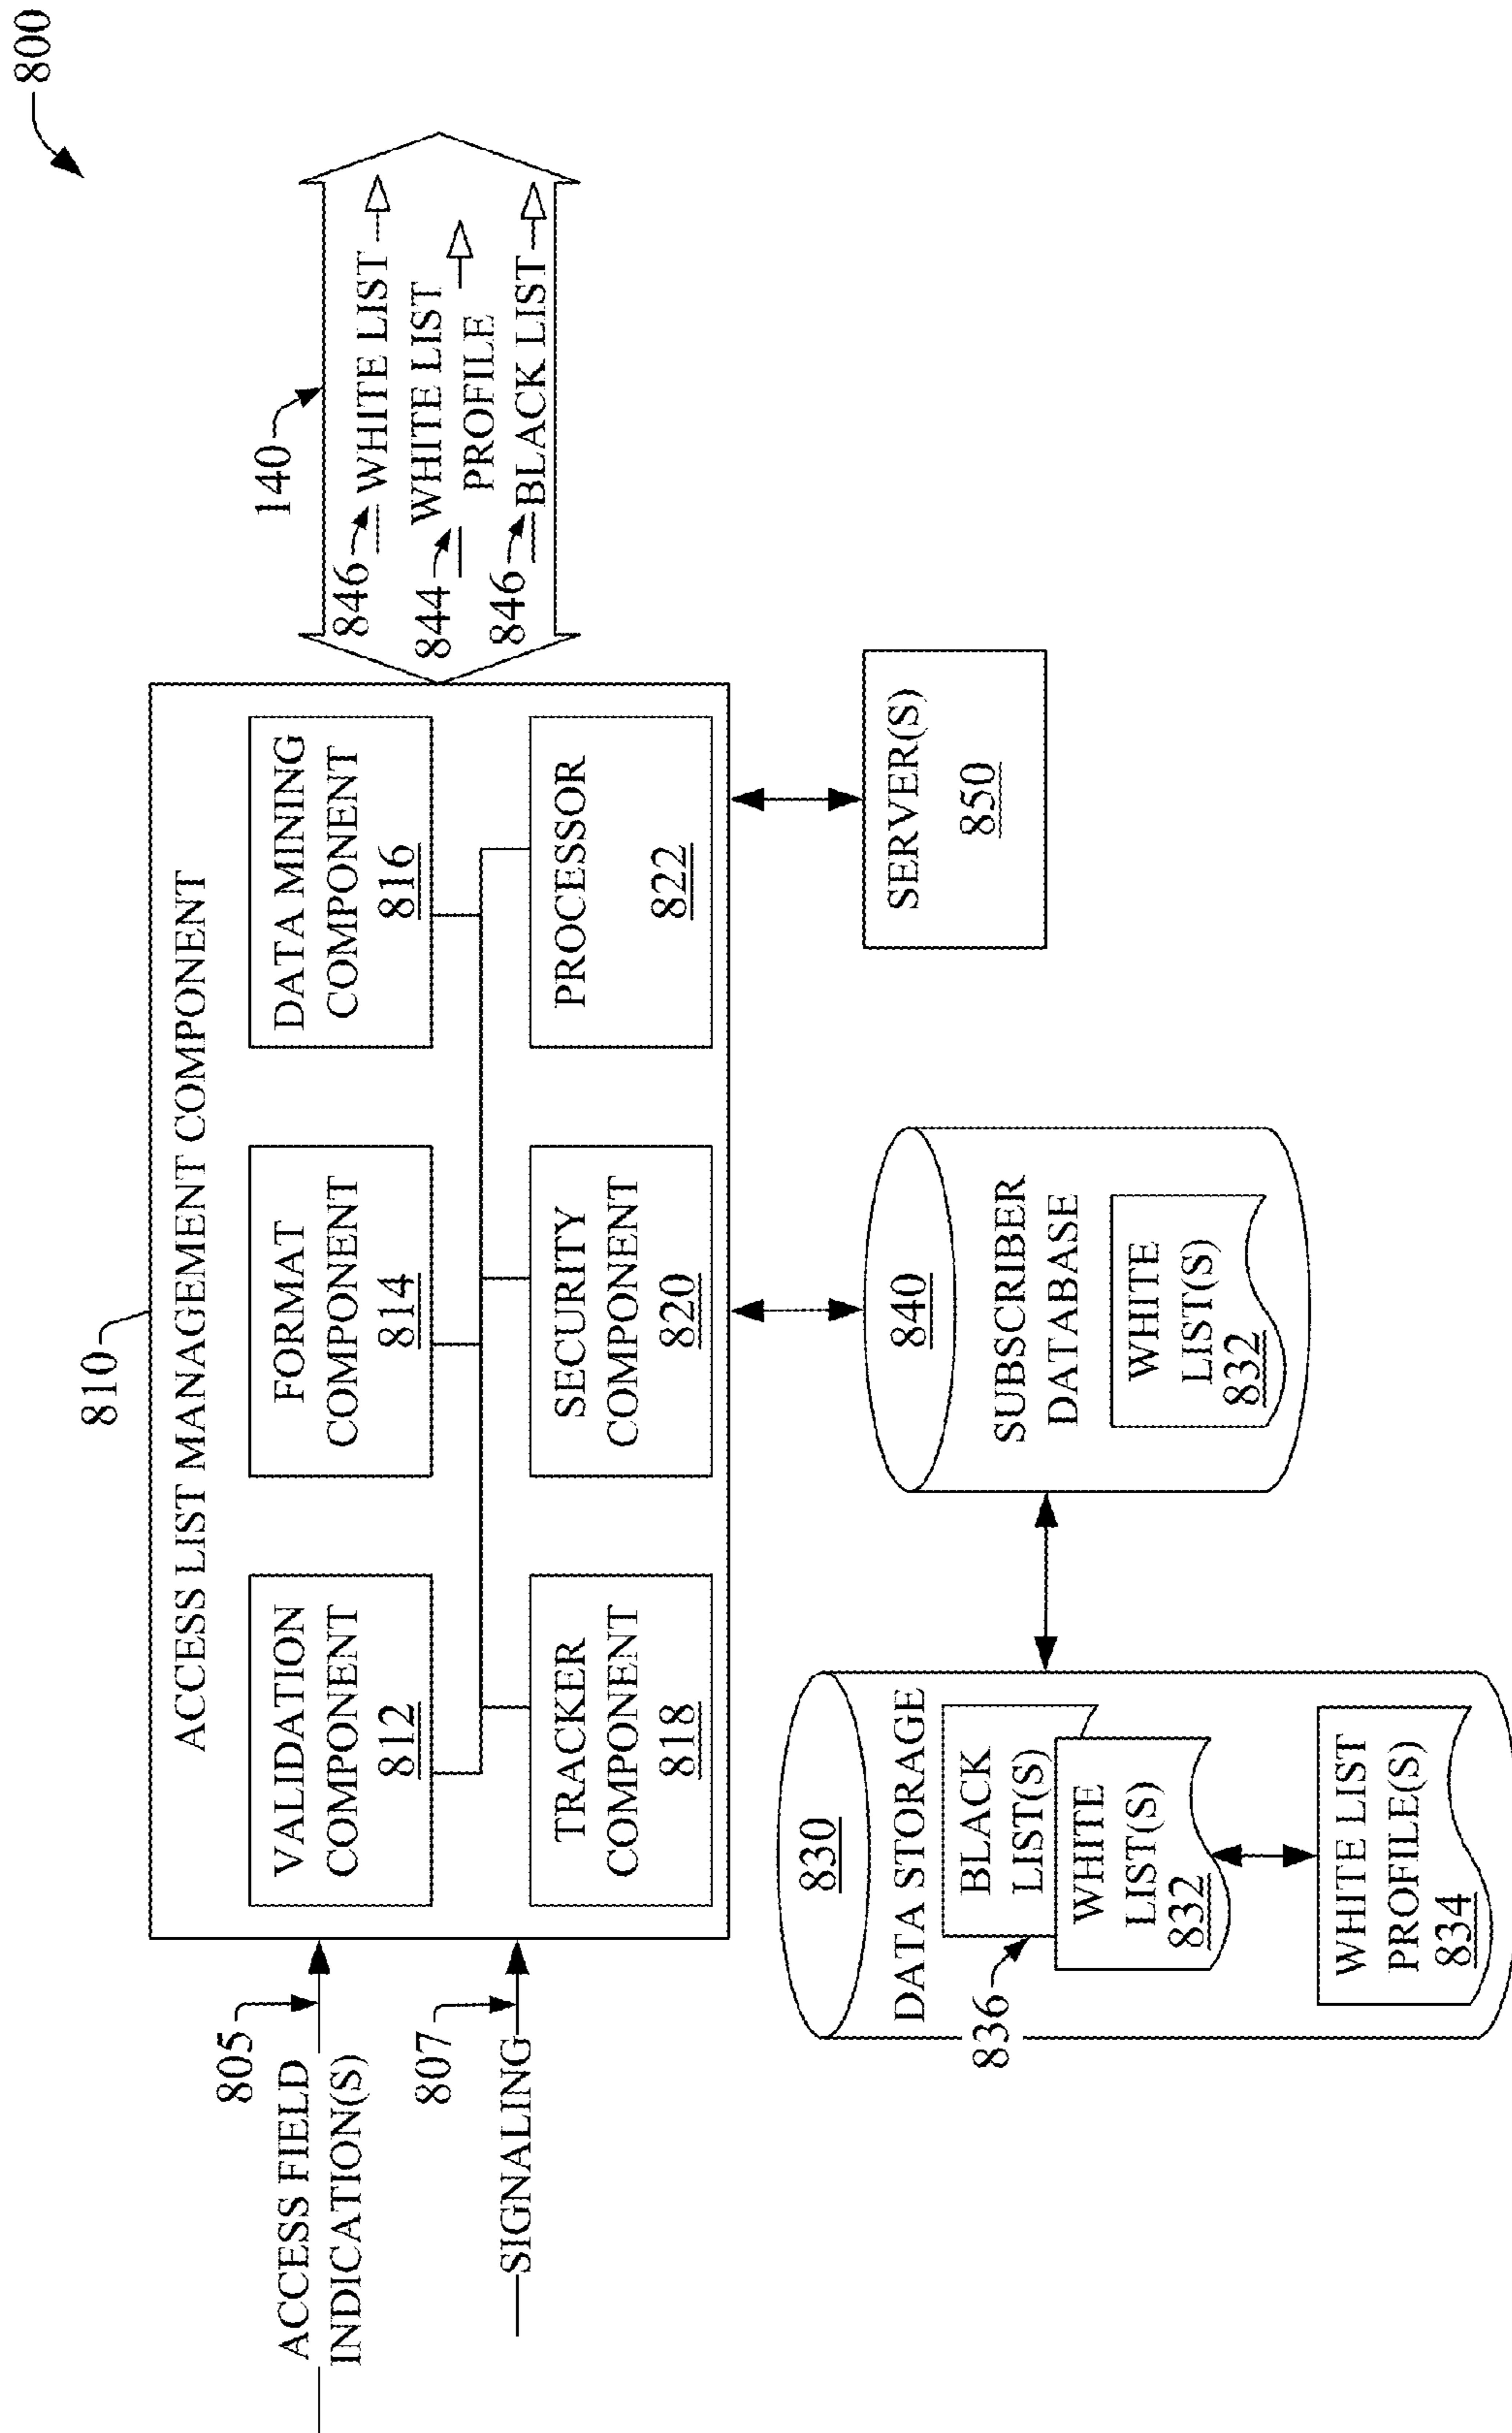 800
810
ACCESS LIST MANAGEMENT COMPONENT
805
ACCESS FIELD
INDICATION(S)
807
SIGNALING
VALIDATION
COMPONENT
812
FORMAT
COMPONENT
814
DATA MINING
COMPONENT
816
TRACKER
COMPONENT
818
SECURITY
COMPONENT
820
PROCESSOR
822
140
846 WHITE LIST
844 WHITE LIST
PROFILE
846 BLACK LIST
830
DATA STORAGE
836
BLACK
LIST(S)
WHITE
LIST(S)
832
WHITE LIST
PROFILE(S)
834
840
SUBSCRIBER
DATABASE
WHITE
LIST(S)
832
SERVER(S)
850